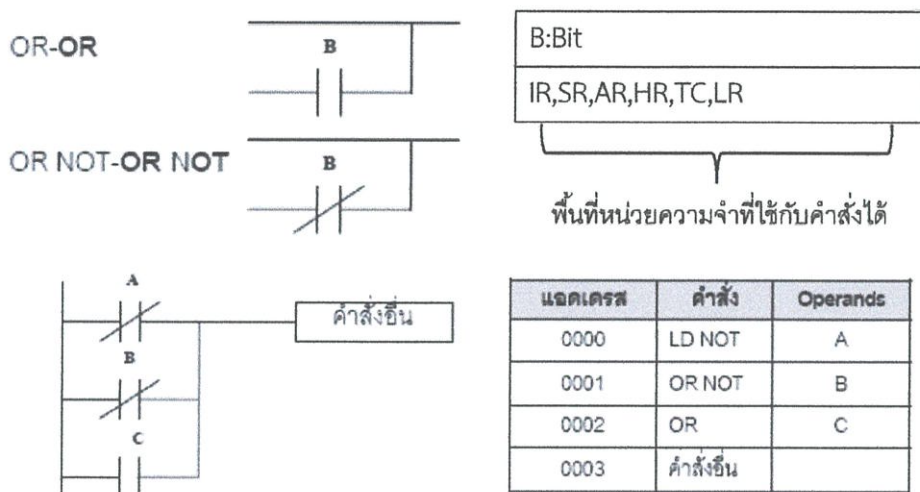 OR-OR
B
B:Bit
IR,SR,AR,HR,TC,LR
OR NOT-OR NOT
B
พื้นที่หน่วยความจำที่ใช้กับคำสั่งได้
A
คำสั่งอื่น
B
C
แอดเดรส คำสั่ง Operands
0000 LD NOT A
0001 OR NOT B
0002 OR C
0003 คำสั่งอื่น